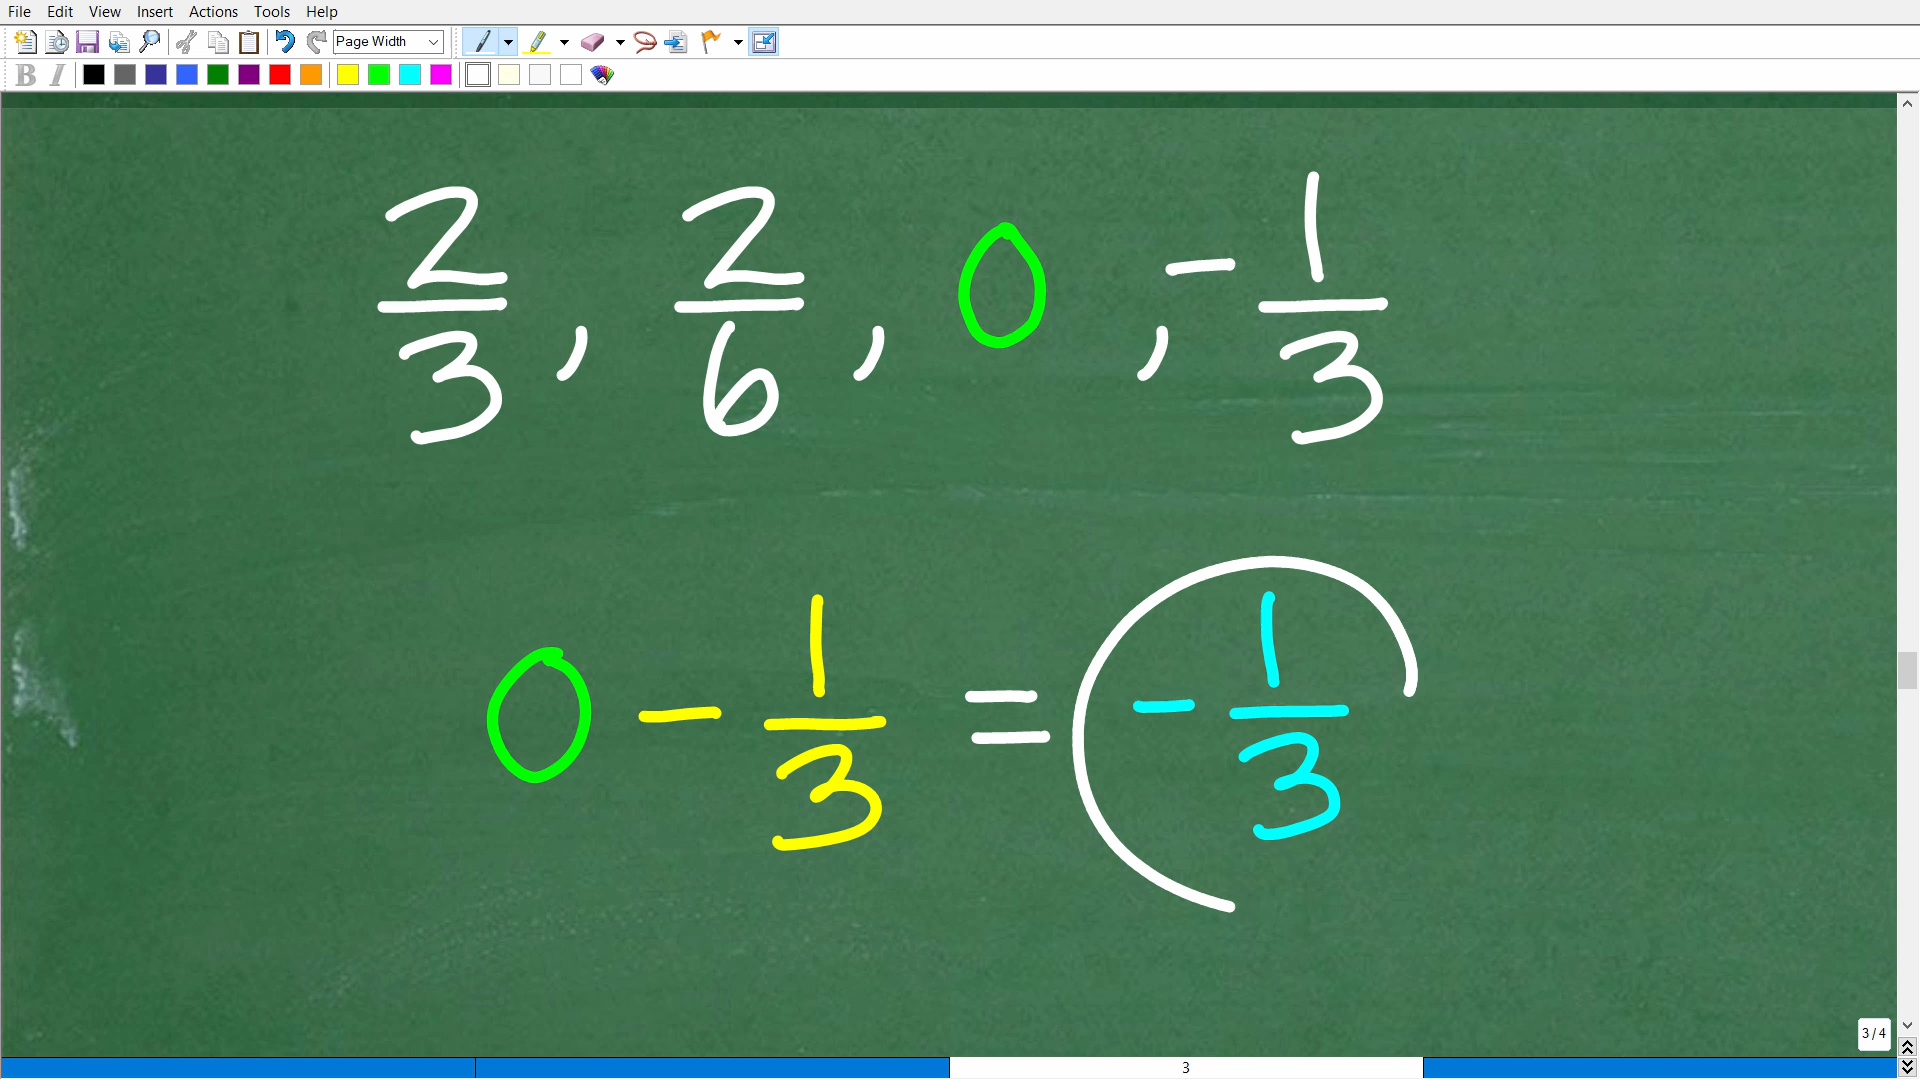 File Edit View Insert Actions Tools Help
Page Width
B I
2/3, 2/6, 0, -1/3
0 - 1/3 = -1/3
3 / 4
3